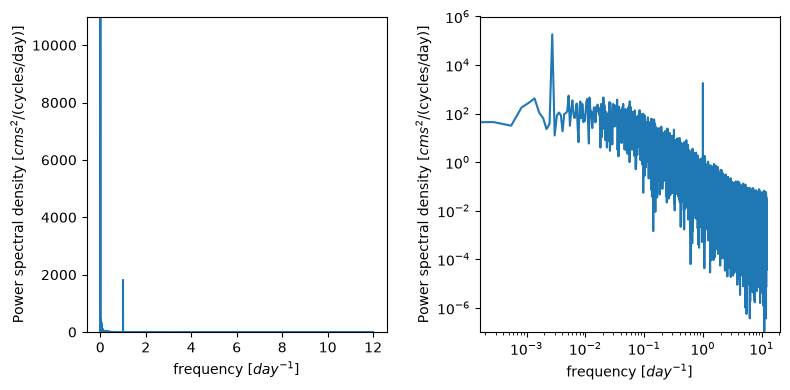 Power spectral density [cms²/(cycles/day)]
10000
8000
6000
4000
2000
0
0 2 4 6 8 10 12
frequency [day⁻¹]
Power spectral density [cms²/(cycles/day)]
10⁶
10⁴
10²
10⁰
10⁻²
10⁻⁴
10⁻⁶
10⁻³ 10⁻² 10⁻¹ 10⁰ 10¹
frequency [day⁻¹]